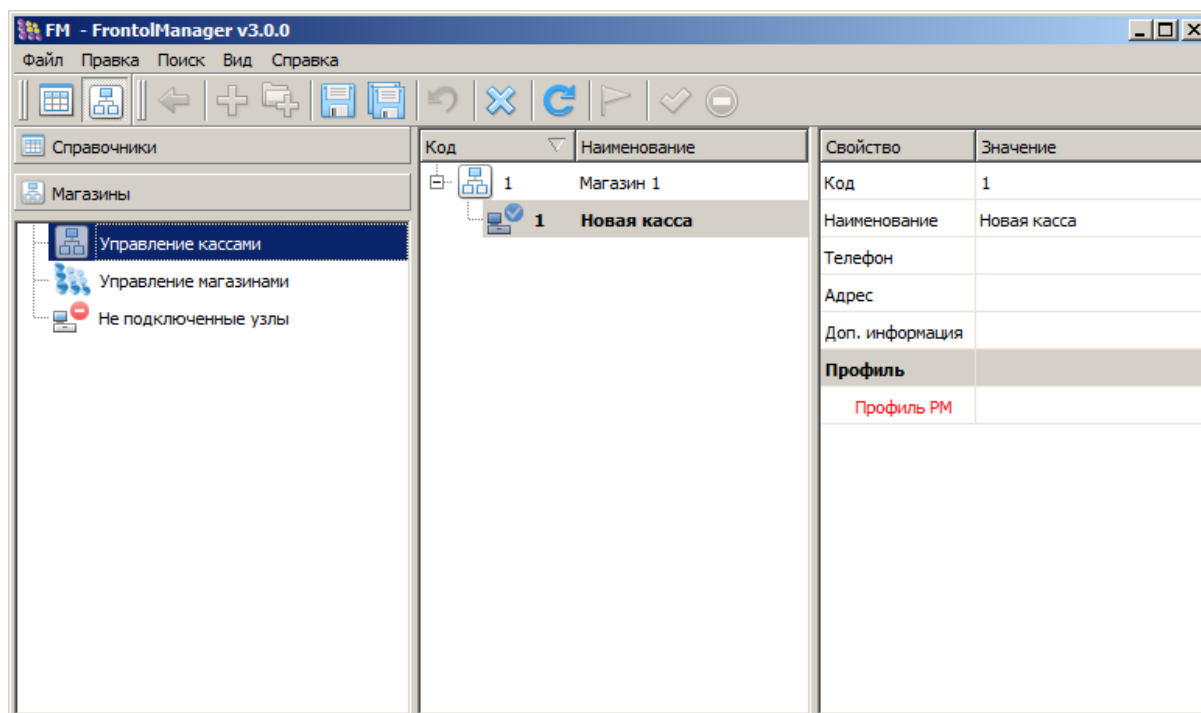 FM - FrontolManager v3.0.0
Файл Правка Поиск Вид Справка
Справочники
Магазины
Управление кассами
Управление магазинами
Не подключенные узлы
Код Наименование
1 Магазин 1
1 Новая касса
Свойство Значение
Код 1
Наименование Новая касса
Телефон
Адрес
Доп. информация
Профиль
Профиль РМ